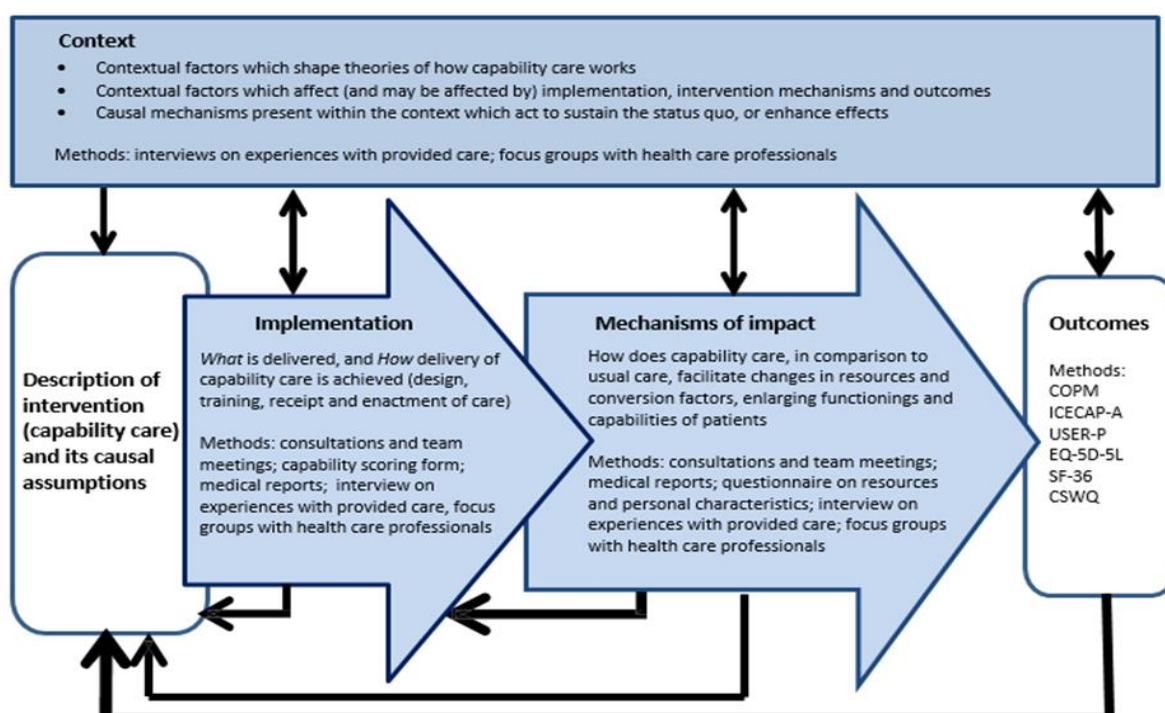 Context
• Contextual factors which shape theories of how capability care works
• Contextual factors which affect (and may be affected by) implementation, intervention mechanisms and outcomes
• Causal mechanisms present within the context which act to sustain the status quo, or enhance effects
Methods: interviews on experiences with provided care; focus groups with health care professionals
Description of
intervention
(capability care)
and its causal
assumptions
Implementation
What is delivered, and How delivery of
capability care is achieved (design,
training, receipt and enactment of care)
Methods: consultations and team
meetings; capability scoring form;
medical reports; interview on
experiences with provided care, focus
groups with health care professionals
Mechanisms of impact
How does capability care, in comparison to
usual care, facilitate changes in resources and
conversion factors, enlarging functionings and
capabilities of patients
Methods: consultations and team meetings;
medical reports; questionnaire on resources
and personal characteristics; interview on
experiences with provided care; focus groups
with health care professionals
Outcomes
Methods:
COPM
ICECAP-A
USER-P
EQ-5D-5L
SF-36
CSWQ